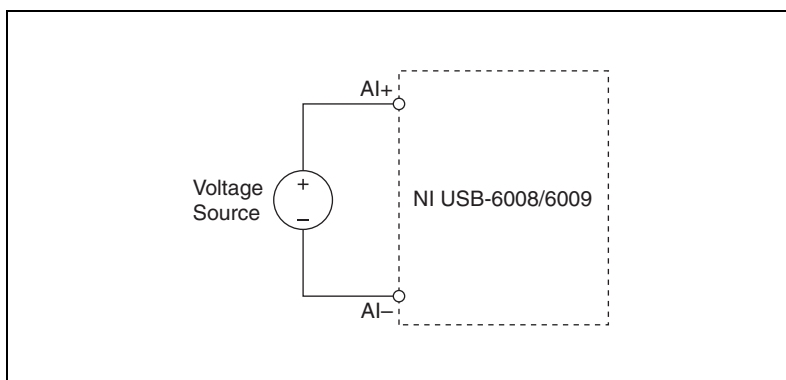 AI+
Voltage
Source
+
–
NI USB-6008/6009
AI–